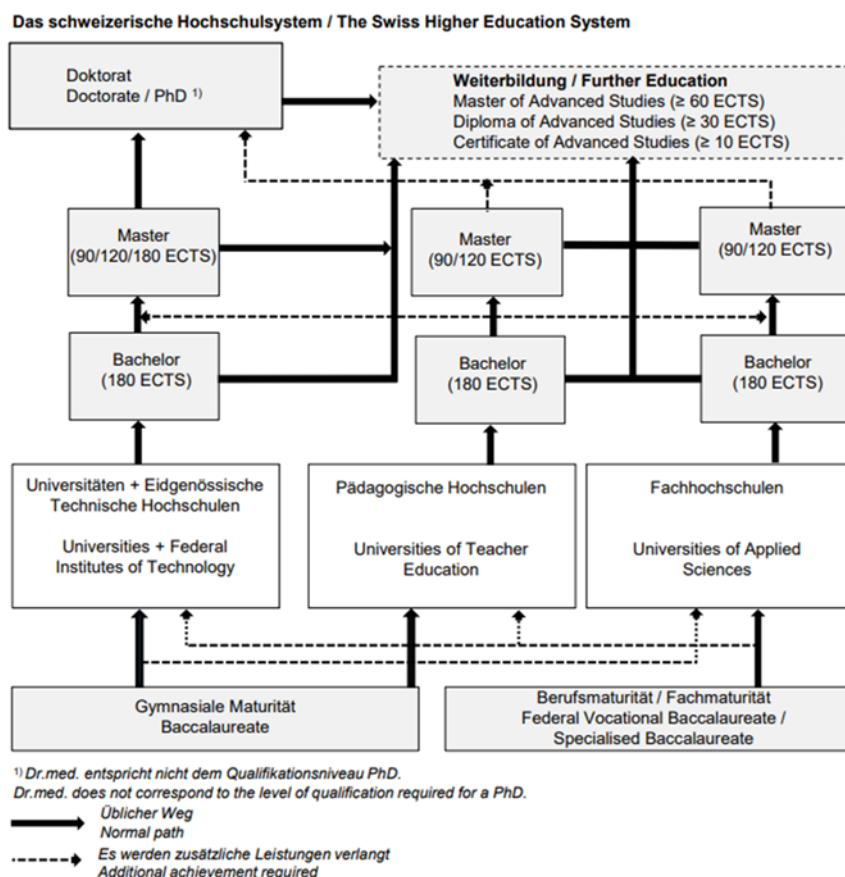 Das schweizerische Hochschulsystem / The Swiss Higher Education System
Doktorat
Doctorate / PhD 1)
Weiterbildung / Further Education
Master of Advanced Studies (≥ 60 ECTS)
Diploma of Advanced Studies (≥ 30 ECTS)
Certificate of Advanced Studies (≥ 10 ECTS)
Master
(90/120/180 ECTS)
Master
(90/120 ECTS)
Master
(90/120 ECTS)
Bachelor
(180 ECTS)
Bachelor
(180 ECTS)
Bachelor
(180 ECTS)
Universitäten + Eidgenössische
Technische Hochschulen
Universities + Federal
Institutes of Technology
Pädagogische Hochschulen
Universities of Teacher
Education
Fachhochschulen
Universities of Applied
Sciences
Gymnasiale Maturität
Baccalaureate
Berufsmaturität / Fachmaturität
Federal Vocational Baccalaureate /
Specialised Baccalaureate
1) Dr.med. entspricht nicht dem Qualifikationsniveau PhD.
Dr.med. does not correspond to the level of qualification required for a PhD.
Üblicher Weg
Normal path
Es werden zusätzliche Leistungen verlangt
Additional achievement required